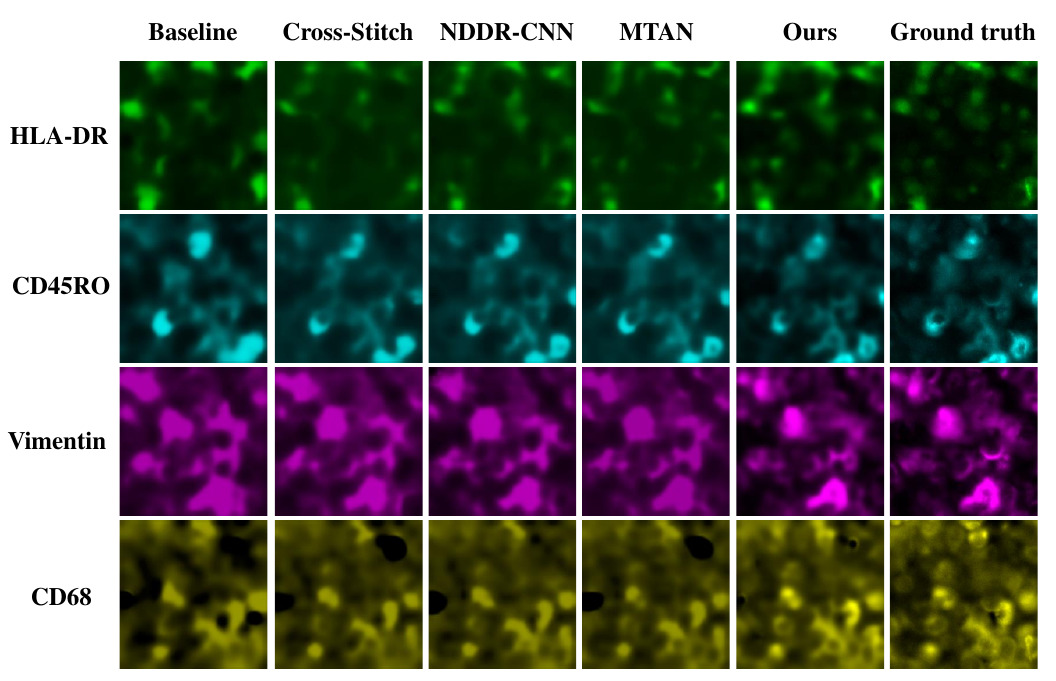 Baseline Cross-Stitch NDDR-CNN MTAN Ours Ground truth
HLA-DR
CD45RO
Vimentin
CD68